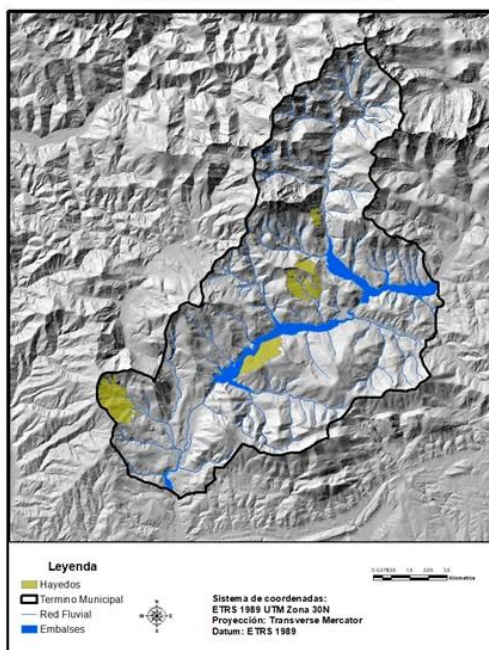 Leyenda
Hayedos
Termino Municipal
Red Fluvial
Embalses
N
W
E
S
Sistema de coordenadas:
ETRS 1989 UTM Zona 30N
Proyección: Transverse Mercator
Datum: ETRS 1989
Kilometros